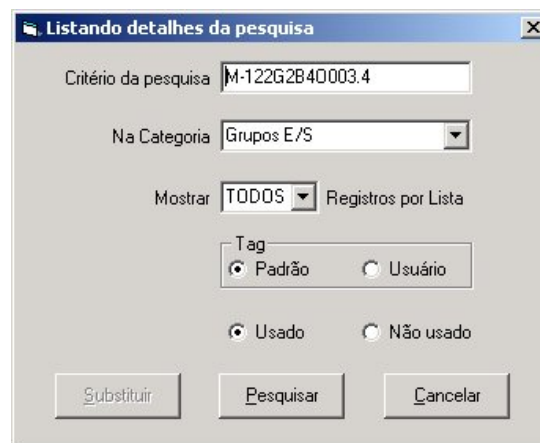 Listando detalhes da pesquisa
Critério da pesquisa M-122G2B4O003.4
Na Categoria Grupos E/S
Mostrar TODOS Registros por Lista
Tag
Padrão Usuário
Usado Não usado
Substituir Pesquisar Cancelar